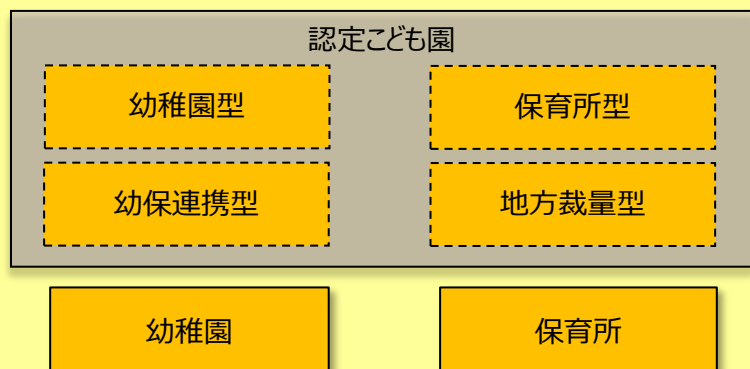 認定こども園
幼稚園型
保育所型
幼保連携型
地方裁量型
幼稚園
保育所